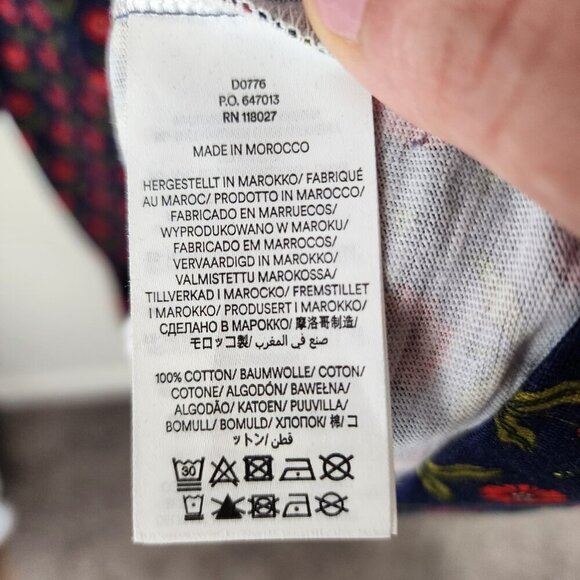 D0776
P.O. 647013
RN 118027
MADE IN MOROCCO
HERGESTELLT IN MAROKKO/ FABRIQUÉ
AU MAROC/ PRODOTTO IN MAROCCO/
FABRICADO EN MARRUECOS/
WYPRODUKOWANO W MAROKU/
FABRICADO EM MARROCOS/
VERVAARDIGD IN MAROKKO/
VALMISTETTU MAROKOSSA/
TILLVERKAD I MAROCKO/ FREMSTILLET
I MAROKKO/ PRODUSERT I MAROKKO/
СДЕЛАНО В МАРОККО/ 摩洛哥制造/
モロッコ製/ صنع في المغرب/
100% COTTON/ BAUMWOLLE/ COTON/
COTONE/ ALGODÓN/ BAWEŁNA/
ALGODÃO/ KATOEN/ PUUVILLA/
BOMULL/ BOMULD/ ХЛОПОК/ 棉/ コ
ットン/ قطن/
30